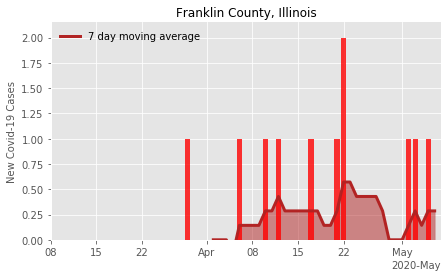 Franklin County, Illinois
7 day moving average
New Covid-19 Cases
2.00
1.75
1.50
1.25
1.00
0.75
0.50
0.25
0.00
08 15 22 Apr 08 15 22 May
2020-May